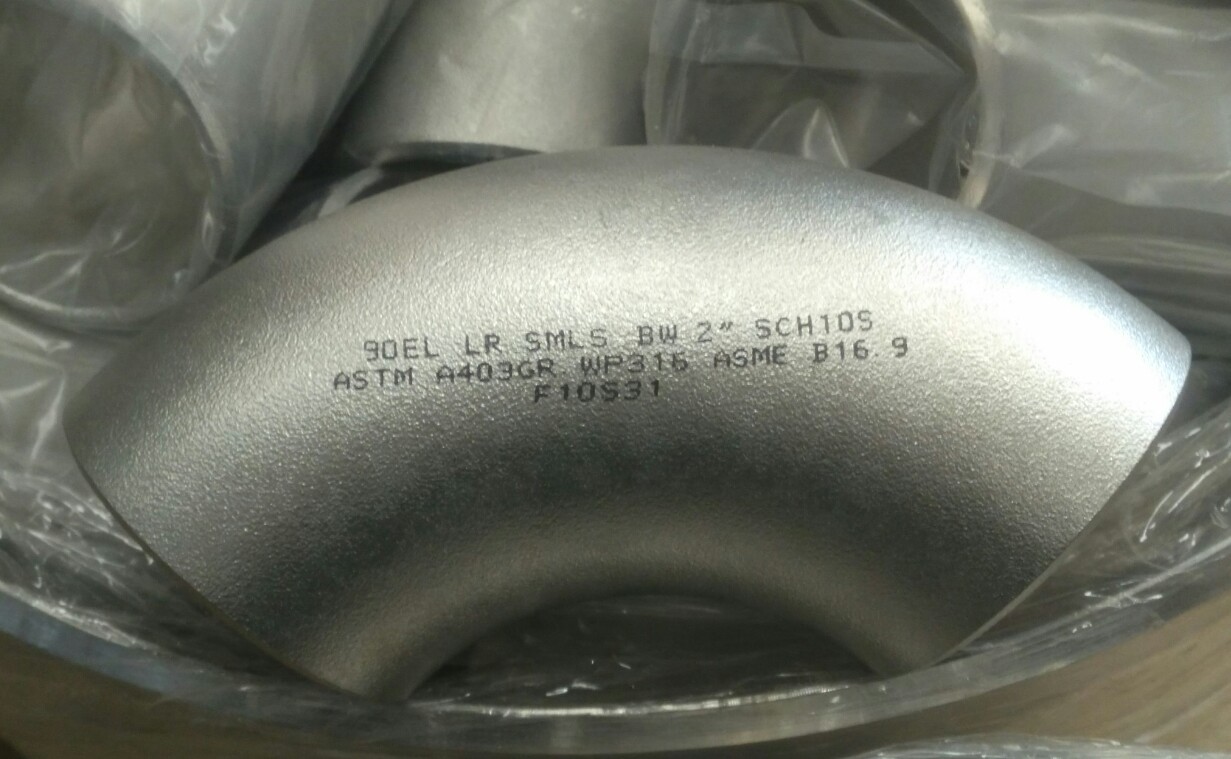 90EL LR SMLS BW 2" SCH10S
ASTM A403GR WP316 ASME B16.9
F10S31